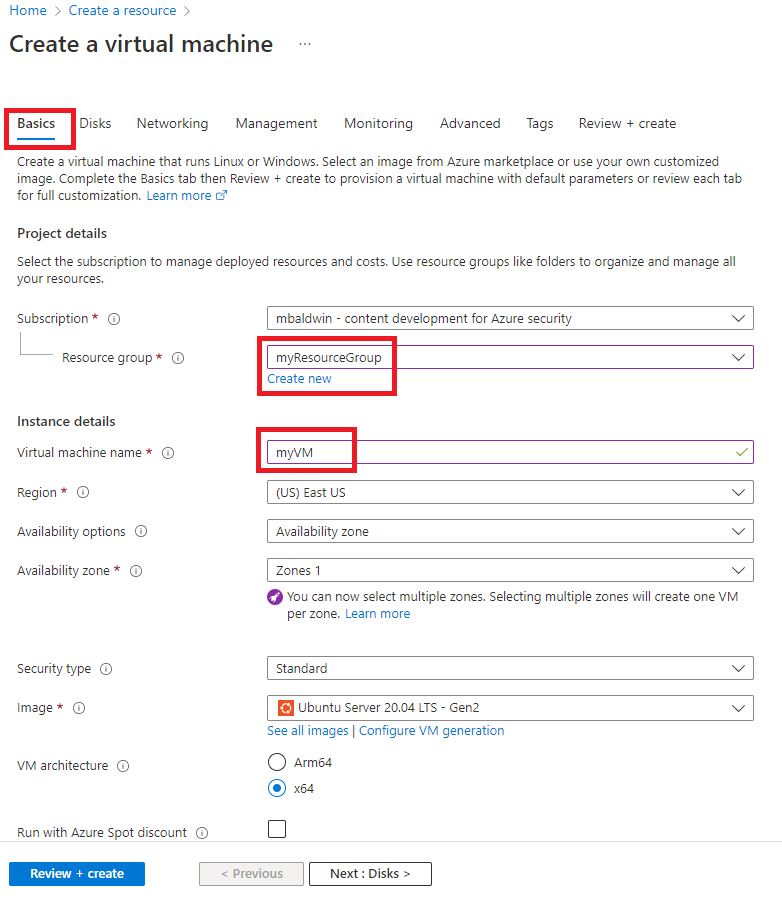 Home > Create a resource >
Create a virtual machine ...
Basics Disks Networking Management Monitoring Advanced Tags Review + create
Create a virtual machine that runs Linux or Windows. Select an image from Azure marketplace or use your own customized
image. Complete the Basics tab then Review + create to provision a virtual machine with default parameters or review each tab
for full customization. Learn more
Project details
Select the subscription to manage deployed resources and costs. Use resource groups like folders to organize and manage all
your resources.
Subscription * mbaldwin - content development for Azure security
Resource group * myResourceGroup
Create new
Instance details
Virtual machine name * myVM
Region * (US) East US
Availability options Availability zone
Availability zone * Zones 1
You can now select multiple zones. Selecting multiple zones will create one VM
per zone. Learn more
Security type Standard
Image * Ubuntu Server 20.04 LTS - Gen2
See all images | Configure VM generation
VM architecture Arm64
x64
Run with Azure Spot discount
Review + create < Previous Next : Disks >